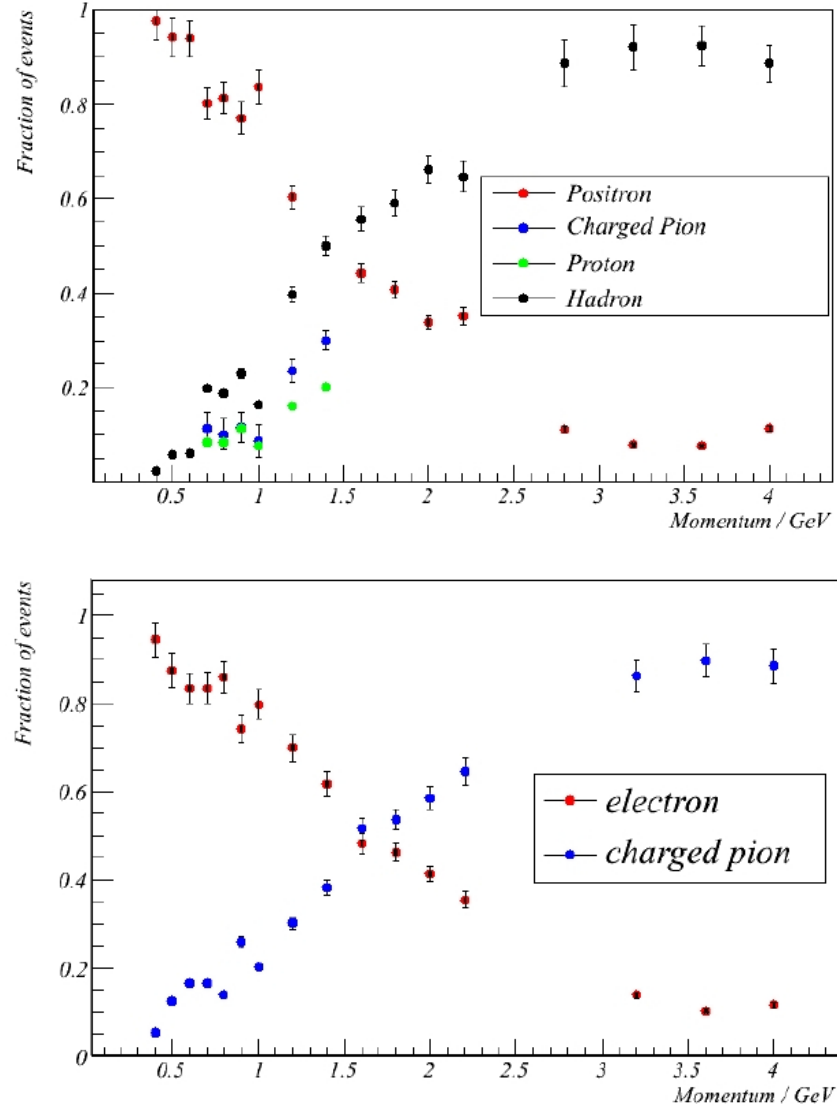 Fraction of events
1
0.8
0.6
0.4
0.2
Positron
Charged Pion
Proton
Hadron
0.5 1 1.5 2 2.5 3 3.5 4
Momentum / GeV
Fraction of events
1
0.8
0.6
0.4
0.2
0
electron
charged pion
0.5 1 1.5 2 2.5 3 3.5 4
Momentum / GeV